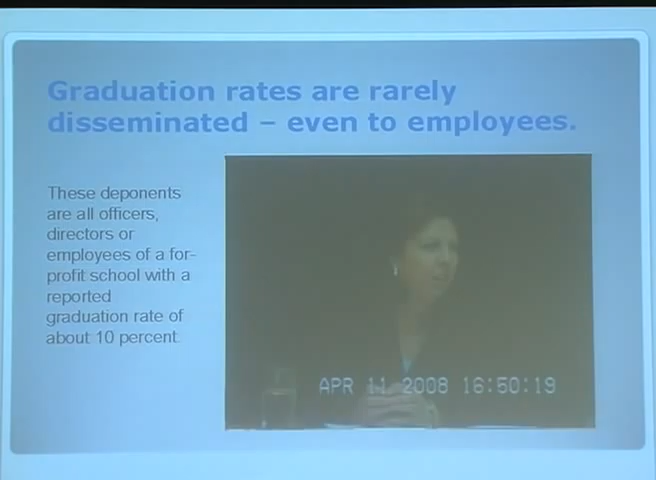 Graduation rates are rarely
disseminated – even to employees.
These deponents
are all officers,
directors or
employees of a for-
profit school with a
reported
graduation rate of
about 10 percent.
APR 11 2008 16:50:19